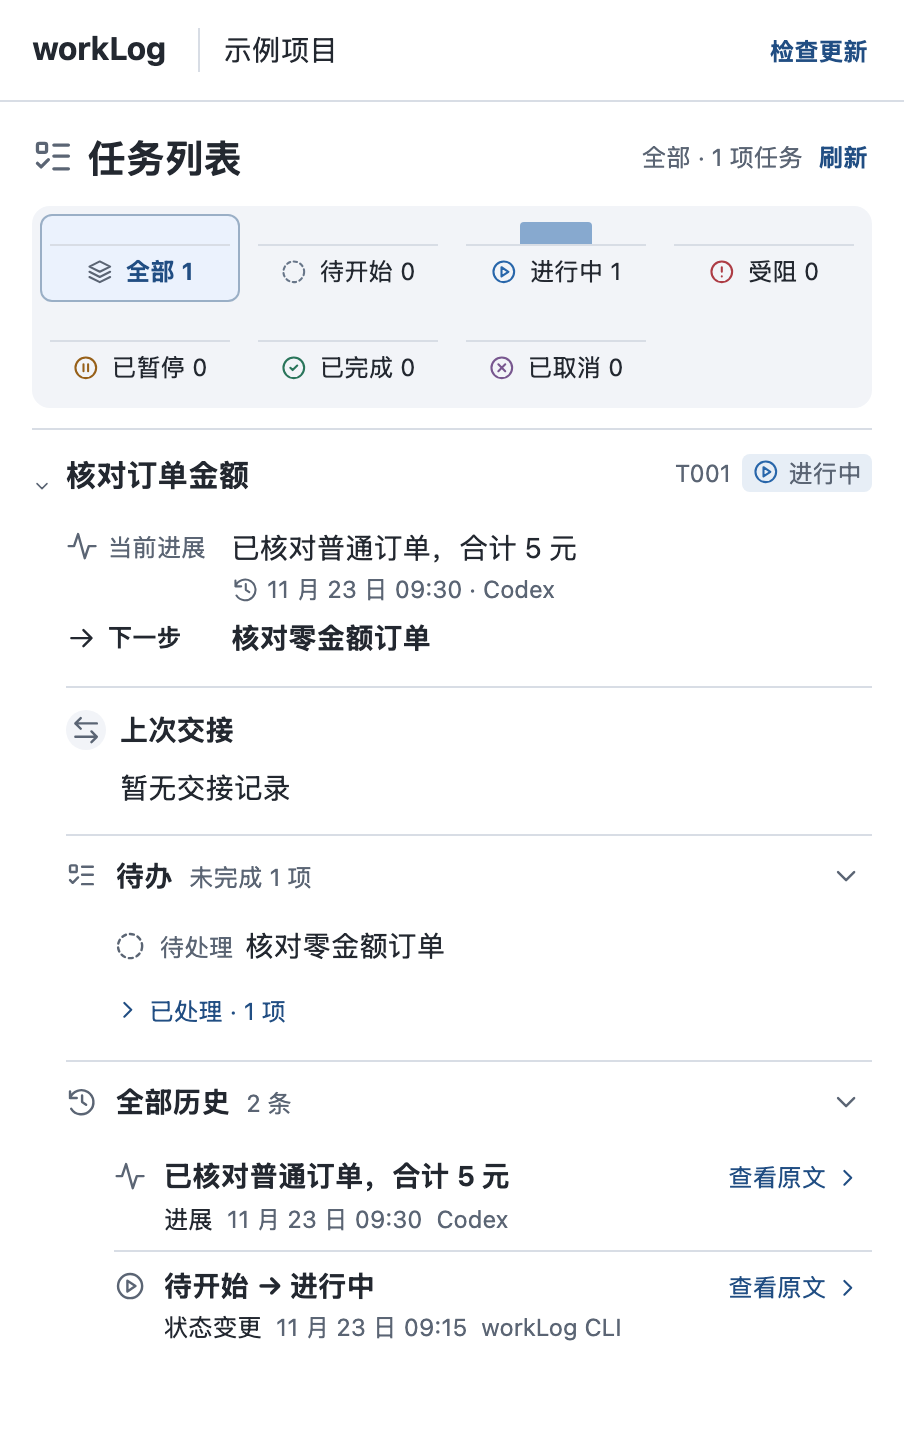 workLog 示例项目 检查更新
任务列表 全部 · 1 项任务 刷新
全部 1 待开始 0 进行中 1 受阻 0
已暂停 0 已完成 0 已取消 0
核对订单金额 T001 进行中
当前进展 已核对普通订单，合计 5 元
11 月 23 日 09:30 · Codex
下一步 核对零金额订单
上次交接
暂无交接记录
待办 未完成 1 项
待处理 核对零金额订单
已处理 · 1 项
全部历史 2 条
已核对普通订单，合计 5 元 查看原文
进展 11 月 23 日 09:30 Codex
待开始 → 进行中 查看原文
状态变更 11 月 23 日 09:15 workLog CLI